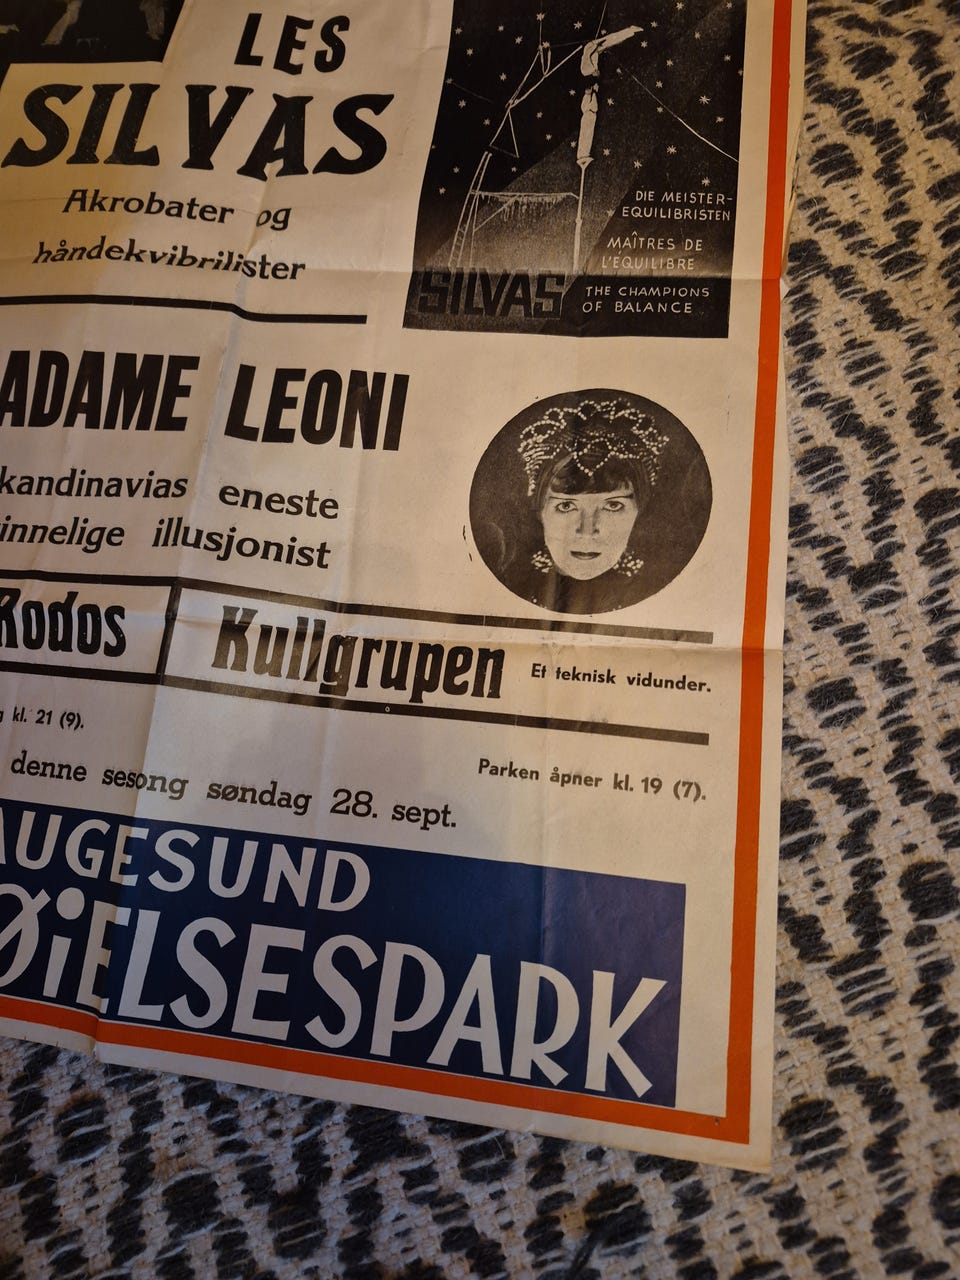 LES
SILVAS
Akrobater og
håndekvibrilister
DIE MEISTER-
EQUILIBRISTEN
MAÎTRES DE
L'ÉQUILIBRE
SILVAS
THE CHAMPIONS
OF BALANCE
ADAME LEONI
kandinavias eneste
innelige illusjonist
Rodos
Kullgrupen
Et teknisk vidunder.
g kl. 21 (9).
Parken åpner kl. 19 (7).
denne sesong søndag 28. sept.
AUGESUND
ØiELSESPARK